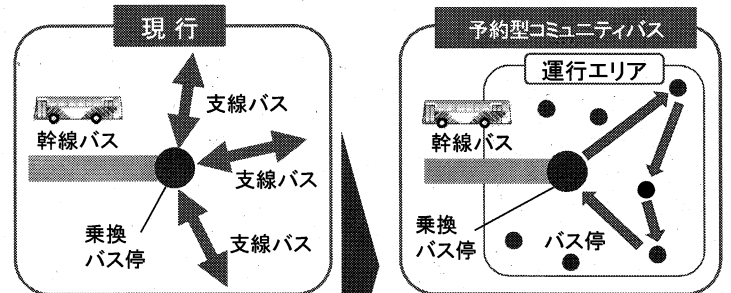 現行
支線バス
幹線バス
支線バス
乗換
バス停
支線バス
予約型コミュニティバス
運行エリア
幹線バス
乗換
バス停
バス停